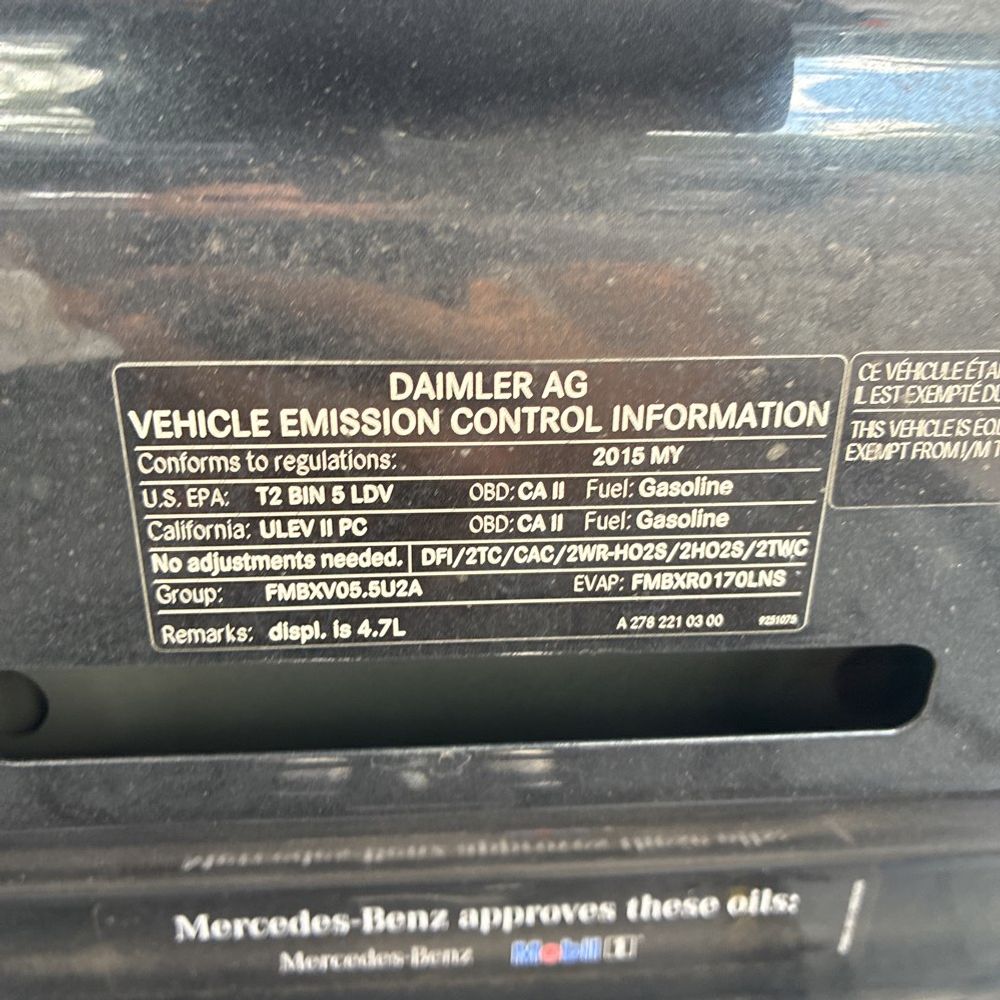 DAIMLER AG
VEHICLE EMISSION CONTROL INFORMATION
Conforms to regulations: 2015 MY
U.S. EPA: T2 BIN 5 LDV OBD: CA II Fuel: Gasoline
California: ULEV II PC OBD: CA II Fuel: Gasoline
No adjustments needed. DFI/2TC/CAC/2WR-HO2S/2HO2S/2TWC
Group: FMBXV05.5U2A EVAP: FMBXR0170LNS
Remarks: displ. is 4.7L A 278 221 03 00 9251075
CE VÉHICULE
IL EST EXEMPTÉ
THIS VEHICLE IS
EXEMPT FROM I/M
Mercedes-Benz approves these oils:
Mercedes-Benz Mobil 1